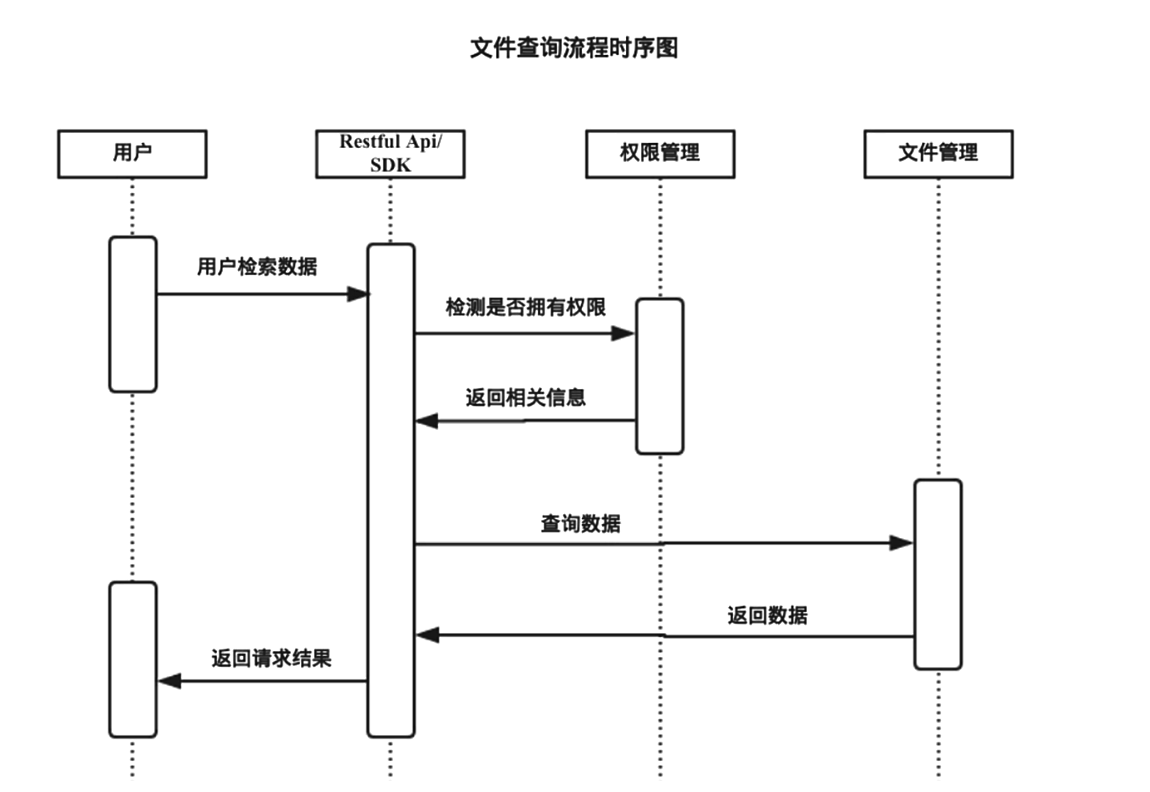 文件查询流程时序图
用户
Restful Api/
SDK
权限管理
文件管理
用户检索数据
检测是否拥有权限
返回相关信息
查询数据
返回数据
返回请求结果